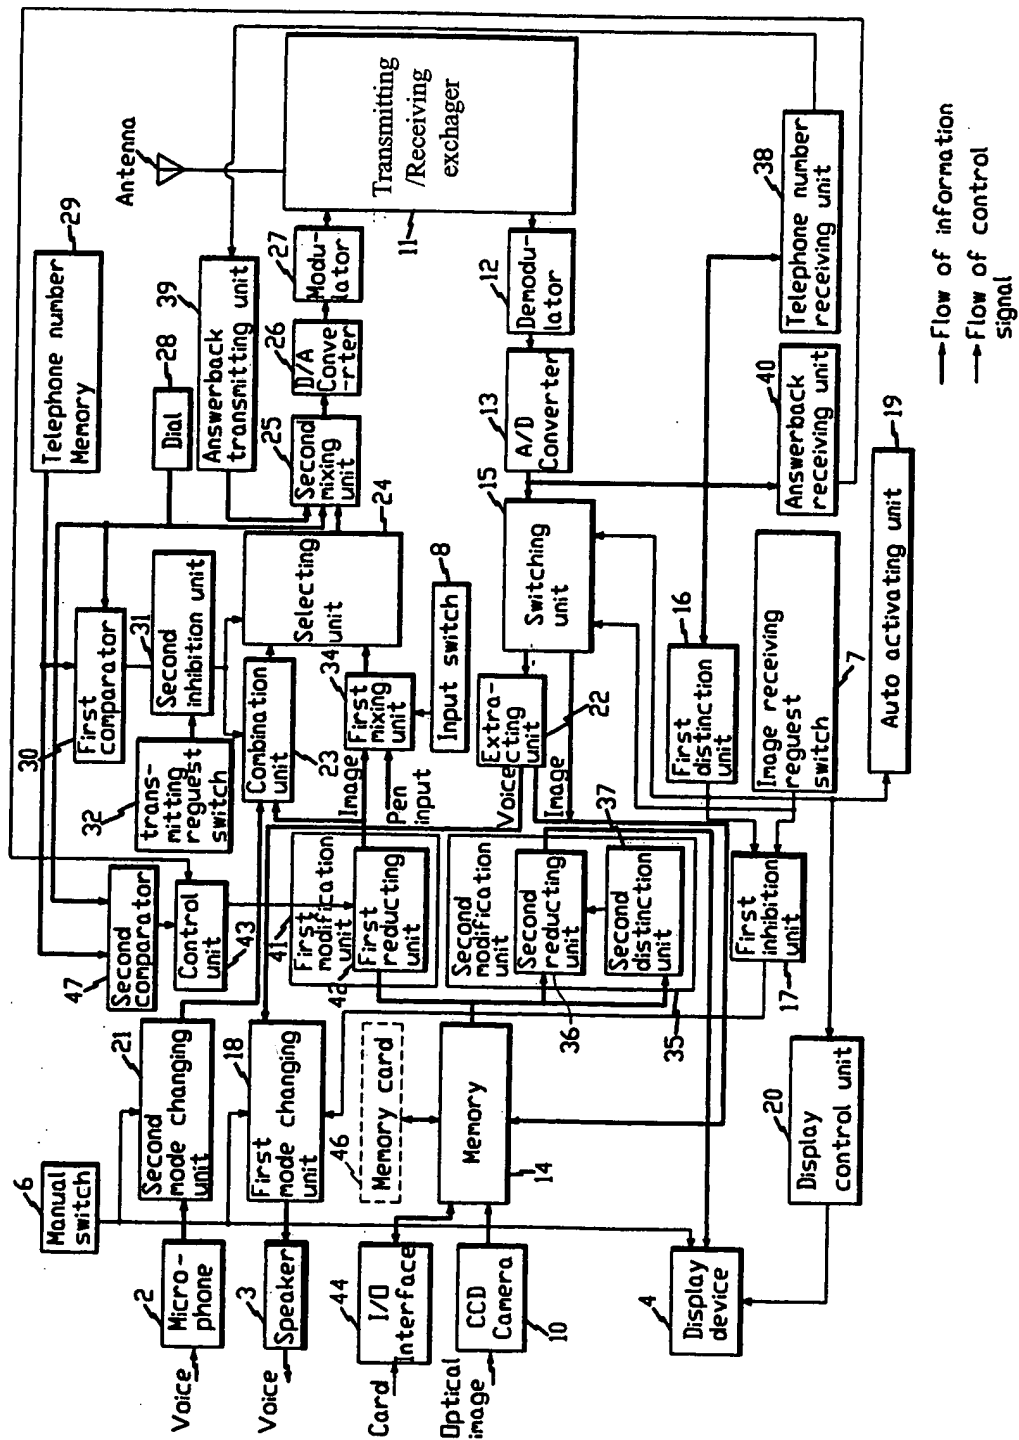 6
Manual
switch
2
Micro-
phone
Voice
21
Second
mode changing
unit
3
Speaker
Voice
18
First
mode changing
unit
44
I/O
Interface
Card
46
Memory card
CCD
Camera
10
Optical
image
Memory
14
4
Display
device
20
Display
control unit
47
Second
comparator
Control
unit
43
41
First
modification
unit
42
First
reducting
unit
Second
modification
unit
Second
reducting
unit
36
37
Second
distinction
unit
35
First
inhibition
unit
17
30
First
comparator
32
trans-
mitting
reguest
switch
31
Second
inhibition unit
Combination
unit
23
Image
34
First
mixing
unit
Pen
input
Input switch
8
Selecting
unit
24
Voice
Extra-
cting
unit
22
Image
15
Switching
unit
16
First
distinction
unit
Image receiving
reguest
switch
7
Auto activating unit
19
Telephone number
Memory
29
Dial
28
39
Answerback
transmitting unit
25
Second
mixing
unit
26
D/A
Conve
-rter
27
Modu-
lator
Antenna
Transmitting
/Receiving
exchager
11
12
Demodu-
lator
13
A/D
Converter
40
Answerback
receiving unit
38
Telephone number
receiving unit
Flow of information
Flow of control
signal